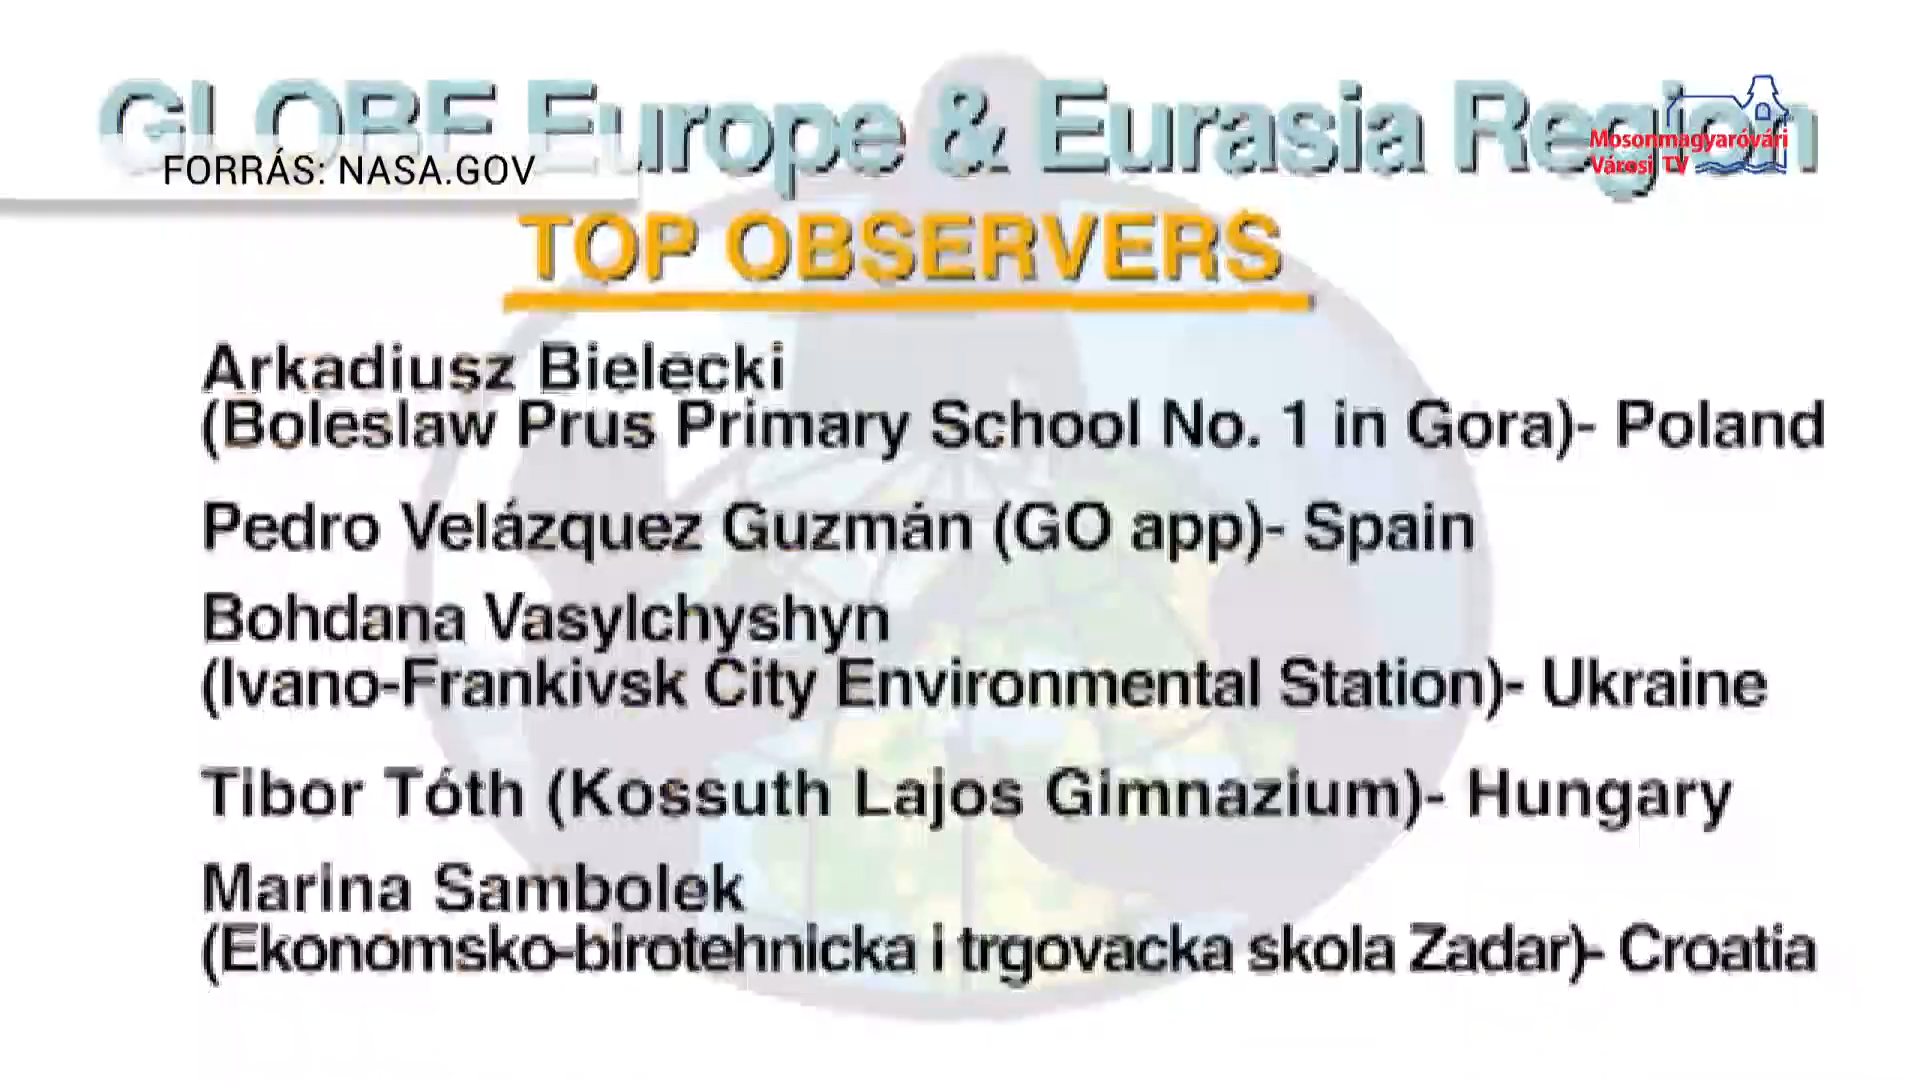 GLOBE Europe & Eurasia Region
Mosonmagyaróvári
Városi TV
FORRÁS: NASA.GOV
TOP OBSERVERS
Arkadiusz Bielecki
(Boleslaw Prus Primary School No. 1 in Gora)- Poland
Pedro Velázquez Guzmán (GO app)- Spain
Bohdana Vasylchyshyn
(Ivano-Frankivsk City Environmental Station)- Ukraine
Tibor Tóth (Kossuth Lajos Gimnazium)- Hungary
Marina Sambolek
(Ekonomsko-birotehnicka i trgovacka skola Zadar)- Croatia